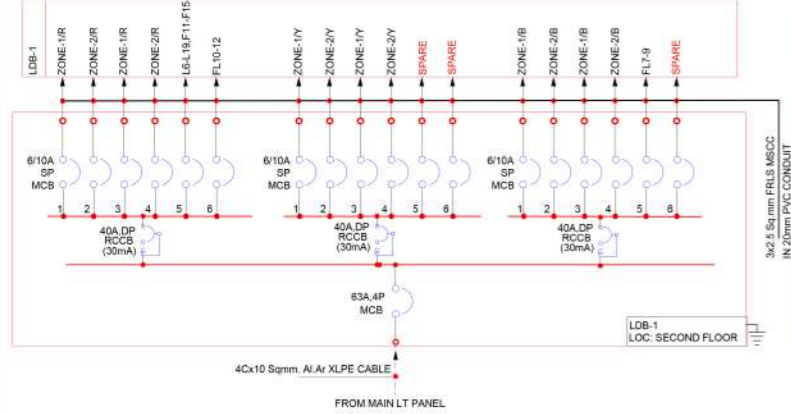 LDB-1
ZONE-1/R
ZONE-2/R
ZONE-1/R
ZONE-2/R
L6-L19,F11-F15
FL10-12
ZONE-1/Y
ZONE-2/Y
ZONE-1/Y
ZONE-2/Y
SPARE
SPARE
ZONE-1/B
ZONE-2/B
ZONE-1/B
ZONE-2/B
FL7-9
SPARE
6/10A
SP
MCB
6/10A
SP
MCB
6/10A
SP
MCB
1 2 3 4 5 6
1 2 3 4 5 6
1 2 3 4 5 6
40A,DP
RCCB
(30mA)
40A,DP
RCCB
(30mA)
40A,DP
RCCB
(30mA)
3x2.5 Sq.mm FRLS MSCC
IN 20mm PVC CONDUIT
63A,4P
MCB
LDB-1
LOC: SECOND FLOOR
4Cx10 Sqmm. Al.Ar XLPE CABLE
FROM MAIN LT PANEL